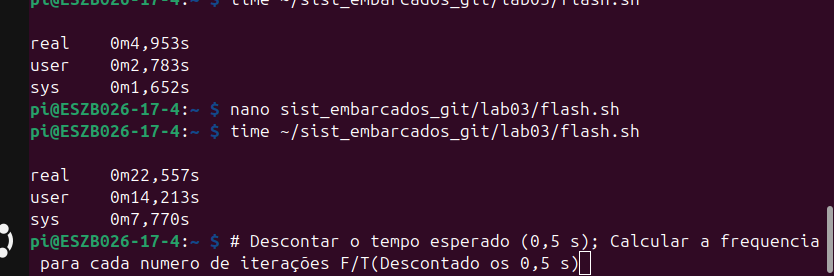 pi@ESZB026-17-4:~ $ time ~/sist_embarcados_git/lab03/flash.sh
real    0m4,953s
user    0m2,783s
sys     0m1,652s
pi@ESZB026-17-4:~ $ nano sist_embarcados_git/lab03/flash.sh
pi@ESZB026-17-4:~ $ time ~/sist_embarcados_git/lab03/flash.sh
real    0m22,557s
user    0m14,213s
sys     0m7,770s
pi@ESZB026-17-4:~ $ # Descontar o tempo esperado (0,5 s); Calcular a frequencia
para cada numero de iterações F/T(Descontado os 0,5 s)